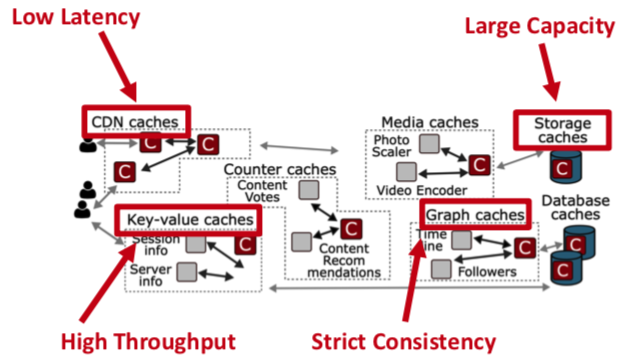 Low Latency
Large Capacity
CDN caches
C
C
C
Media caches
Photo
Scaler
C
Video Encoder
Storage
caches
C
Counter caches
Content
Votes
C
Content
Recom
mendations
Key-value caches
Session
info
C
Server
info
Graph caches
Time
line
C
Followers
Database
caches
C
C
High Throughput
Strict Consistency